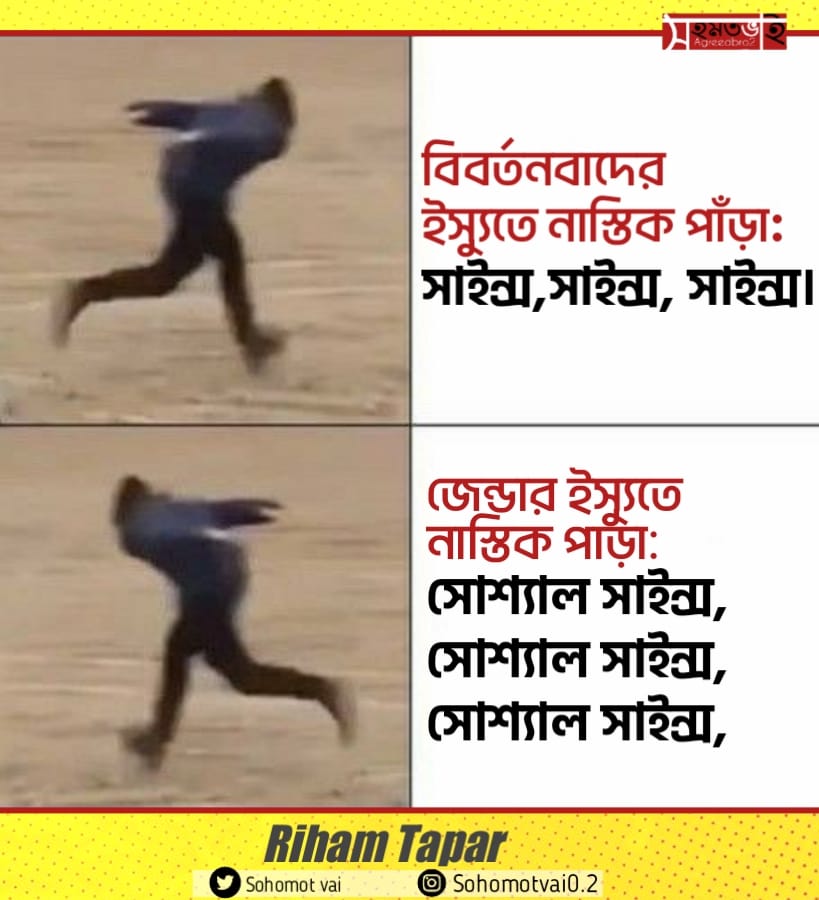 সহমতভাই
Agreeabro2
বিবর্তনবাদের
ইস্যুতে নাস্তিক পাঁড়া:
সাইন্স,সাইন্স, সাইন্স।
জেন্ডার ইস্যুতে
নাস্তিক পাড়া:
সোশ্যাল সাইন্স,
সোশ্যাল সাইন্স,
সোশ্যাল সাইন্স,
Riham Tapar
Sohomot vai
Sohomotvai0.2